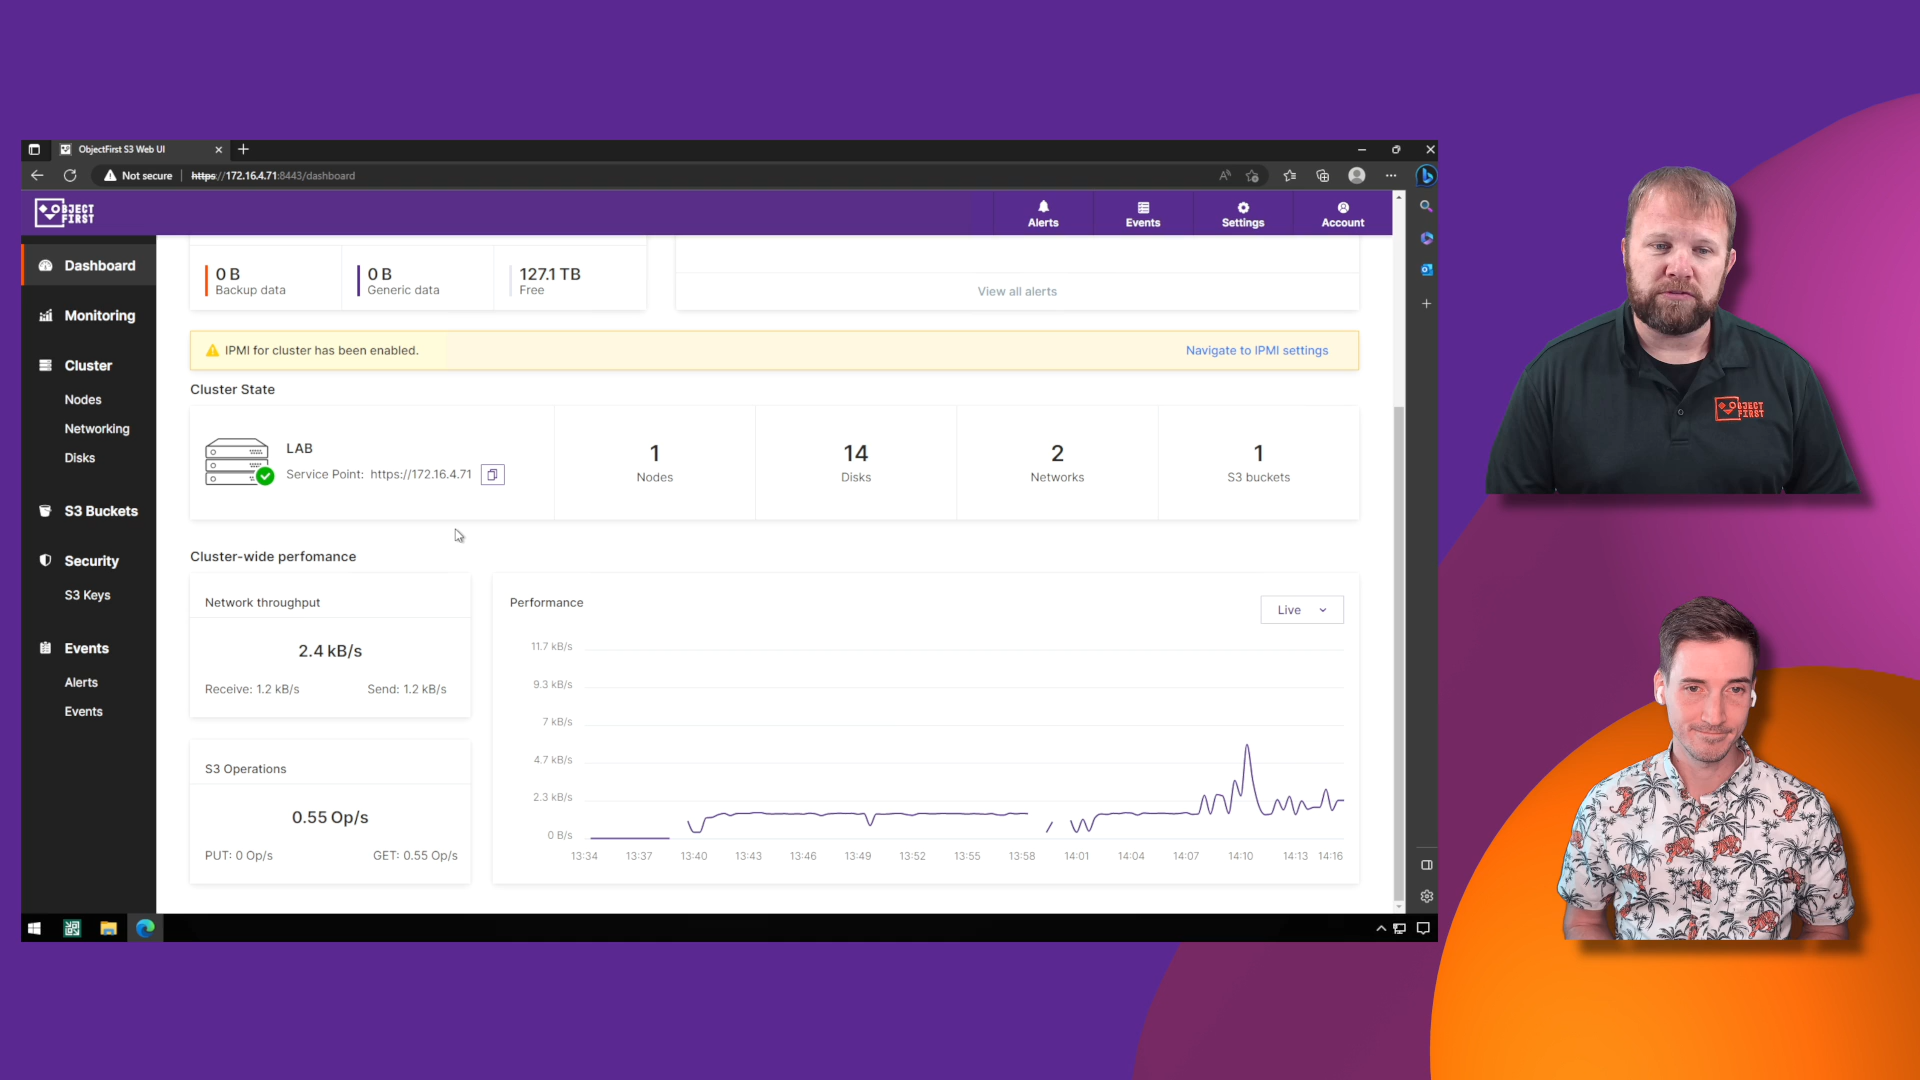 ObjectFirst S3 Web UI
Not secure
https://172.16.4.71:8443/dashboard
OBJECT
FIRST
Alerts
Events
Settings
Account
Dashboard
Monitoring
Cluster
Nodes
Networking
Disks
S3 Buckets
Security
S3 Keys
Events
Alerts
Events
0 B
Backup data
0 B
Generic data
127.1 TB
Free
View all alerts
IPMI for cluster has been enabled.
Navigate to IPMI settings
Cluster State
LAB
Service Point: https://172.16.4.71
1
Nodes
14
Disks
2
Networks
1
S3 buckets
Cluster-wide perfomance
Network throughput
2.4 kB/s
Receive: 1.2 kB/s
Send: 1.2 kB/s
S3 Operations
0.55 Op/s
PUT: 0 Op/s
GET: 0.55 Op/s
Performance
Live
11.7 kB/s
9.3 kB/s
7 kB/s
4.7 kB/s
2.3 kB/s
0 B/s
13:34
13:37
13:40
13:43
13:46
13:49
13:52
13:55
13:58
14:01
14:04
14:07
14:10
14:13
14:16
OBJECT
FIRST